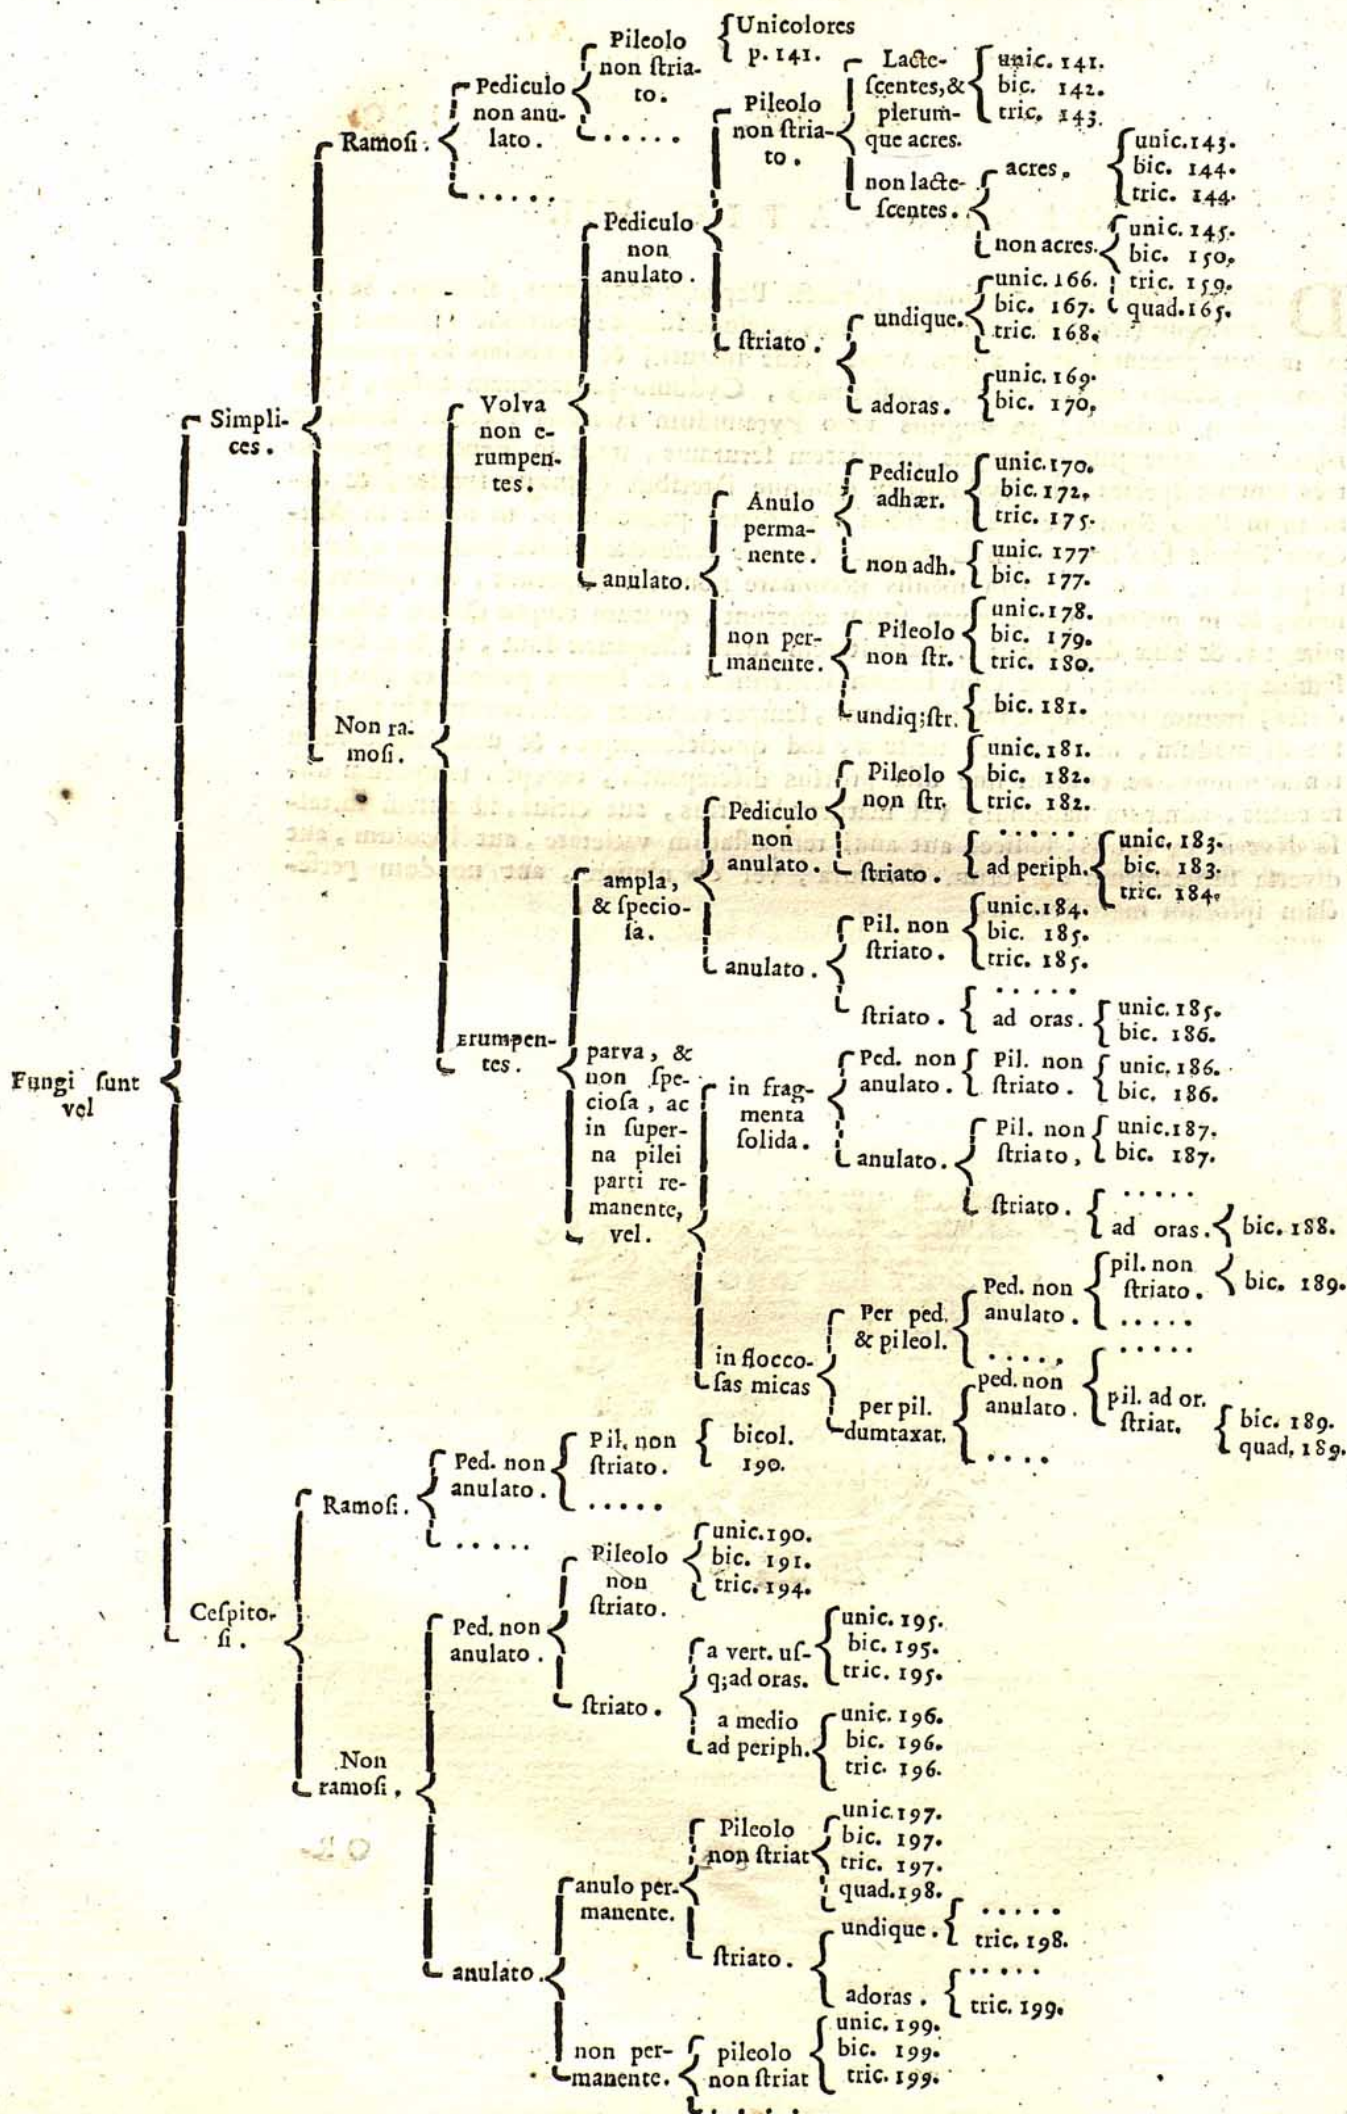 Fungi ſunt
vel
Simpli-
ces.
Ramoſi.
Pediculo
non anu-
lato.
Pileolo
non ſtria-
to.
Unicolores
p. 141.
.....
.....
Non ra-
moſi.
Volva
non e-
rumpen-
tes.
Pediculo
non
anulato.
Pileolo
non ſtria-
to.
Lacte-
ſcentes, &
plerum-
que acres.
unic. 141.
bic. 142.
tric. 143.
non lacte-
ſcentes.
acres.
unic. 143.
bic. 144.
tric. 144.
non acres.
unic. 145.
bic. 150.
tric. 159.
quad. 165.
ſtriato.
undique.
unic. 166.
bic. 167.
tric. 168.
adoras.
unic. 169.
bic. 170.
anulato.
Anulo
perma-
nente.
Pediculo
adhær.
unic. 170.
bic. 172.
tric. 175.
non adh.
unic. 177
bic. 177.
non per-
manente.
Pileolo
non ſtr.
unic. 178.
bic. 179.
tric. 180.
undiq; ſtr.
bic. 181.
Erumpen-
tes.
ampla,
& ſpecio-
ſa.
Pediculo
non
anulato.
Pileolo
non ſtr.
unic. 181.
bic. 182.
tric. 182.
ſtriato.
.....
ad periph.
unic. 183.
bic. 183.
tric. 184.
anulato.
Pil. non
ſtriato.
unic. 184.
bic. 185.
tric. 185.
ſtriato.
.....
ad oras.
unic. 185.
bic. 186.
parva, &
non ſpe-
cioſa, ac
in ſuper-
na pilei
parti re-
manente,
vel.
in frag-
menta
ſolida.
Ped. non
anulato.
Pil. non
ſtriato.
unic. 186.
bic. 186.
anulato.
Pil. non
ſtriato,
unic. 187.
bic. 187.
ſtriato.
.....
ad oras.
bic. 188.
in flocco-
ſas micas
Per ped.
& pileol.
Ped. non
anulato.
pil. non
ſtriato.
bic. 189.
.....
.....
per pil.
dumtaxat.
ped. non
anulato.
.....
pil. ad or.
ſtriat.
bic. 189.
quad. 189.
....
Ceſpito-
ſi.
Ramoſi.
Ped. non
anulato.
Pil. non
ſtriato.
bicol.
190.
.....
.....
Non
ramoſi.
Ped. non
anulato.
Pileolo
non
ſtriato.
unic. 190.
bic. 191.
tric. 194.
ſtriato.
a vert. uſ-
q; ad oras.
unic. 195.
bic. 195.
tric. 195.
a medio
ad periph.
unic. 196.
bic. 196.
tric. 196.
anulato.
anulo per-
manente.
Pileolo
non ſtriat
unic. 197.
bic. 197.
tric. 197.
quad. 198.
ſtriato.
undique.
.....
tric. 198.
adoras.
.....
tric. 199.
non per-
manente.
pileolo
non ſtriat
unic. 199.
bic. 199.
tric. 199.
.....